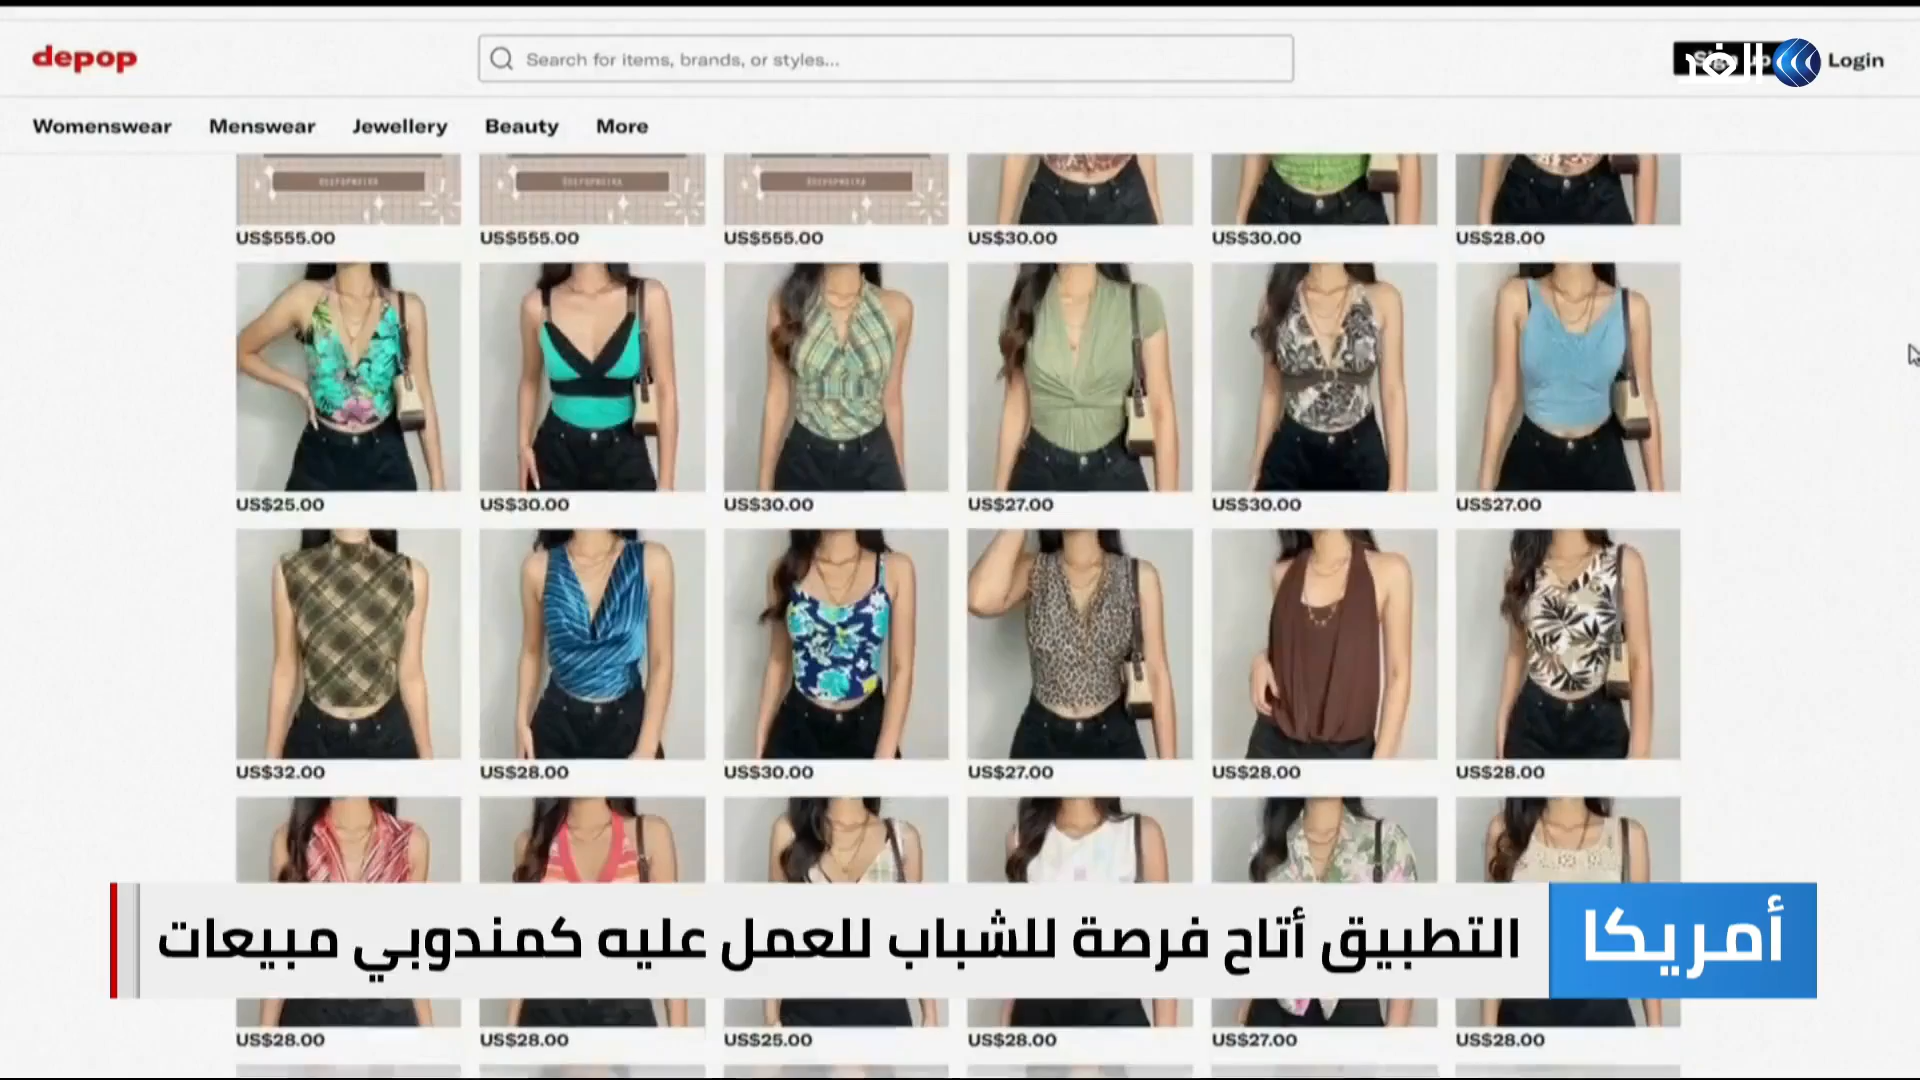 depop
Search for items, brands, or styles...
الغد
Login
Womenswear Menswear Jewellery Beauty More
US$555.00 US$555.00 US$555.00 US$30.00 US$30.00 US$28.00
US$25.00 US$30.00 US$30.00 US$27.00 US$30.00 US$27.00
US$32.00 US$28.00 US$30.00 US$27.00 US$28.00 US$28.00
أمريكا
التطبيق أتاح فرصة للشباب للعمل عليه كمندوبي مبيعات
US$28.00 US$28.00 US$25.00 US$28.00 US$27.00 US$28.00